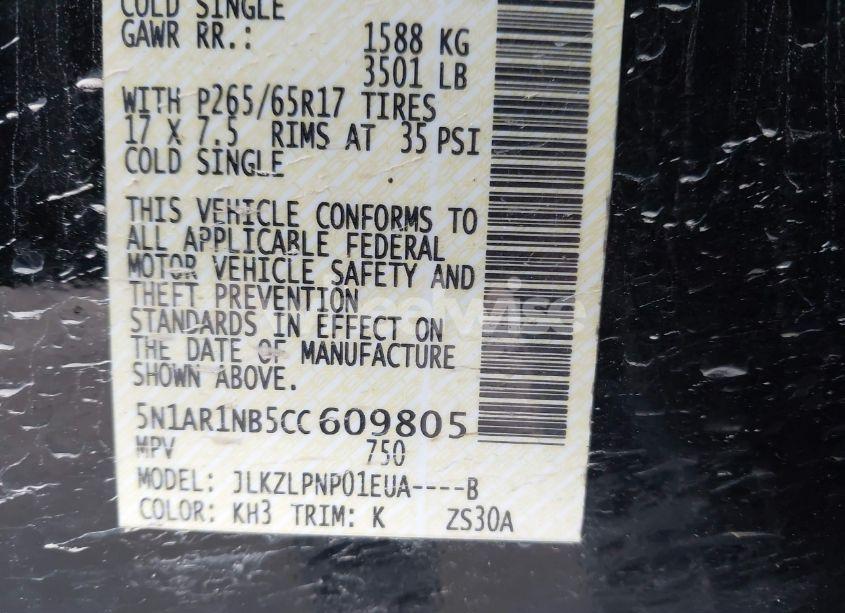 COLD SINGLE
GAWR RR.: 1588 KG
3501 LB
WITH P265/65R17 TIRES
17 X 7.5 RIMS AT 35 PSI
COLD SINGLE
THIS VEHICLE CONFORMS TO
ALL APPLICABLE FEDERAL
MOTOR VEHICLE SAFETY AND
THEFT PREVENTION
STANDARDS IN EFFECT ON
THE DATE OF MANUFACTURE
SHOWN ABOVE.
5N1AR1NB5CC609805
MPV 750
MODEL: JLKZLPNP01EUA----B
COLOR: KH3 TRIM: K ZS30A